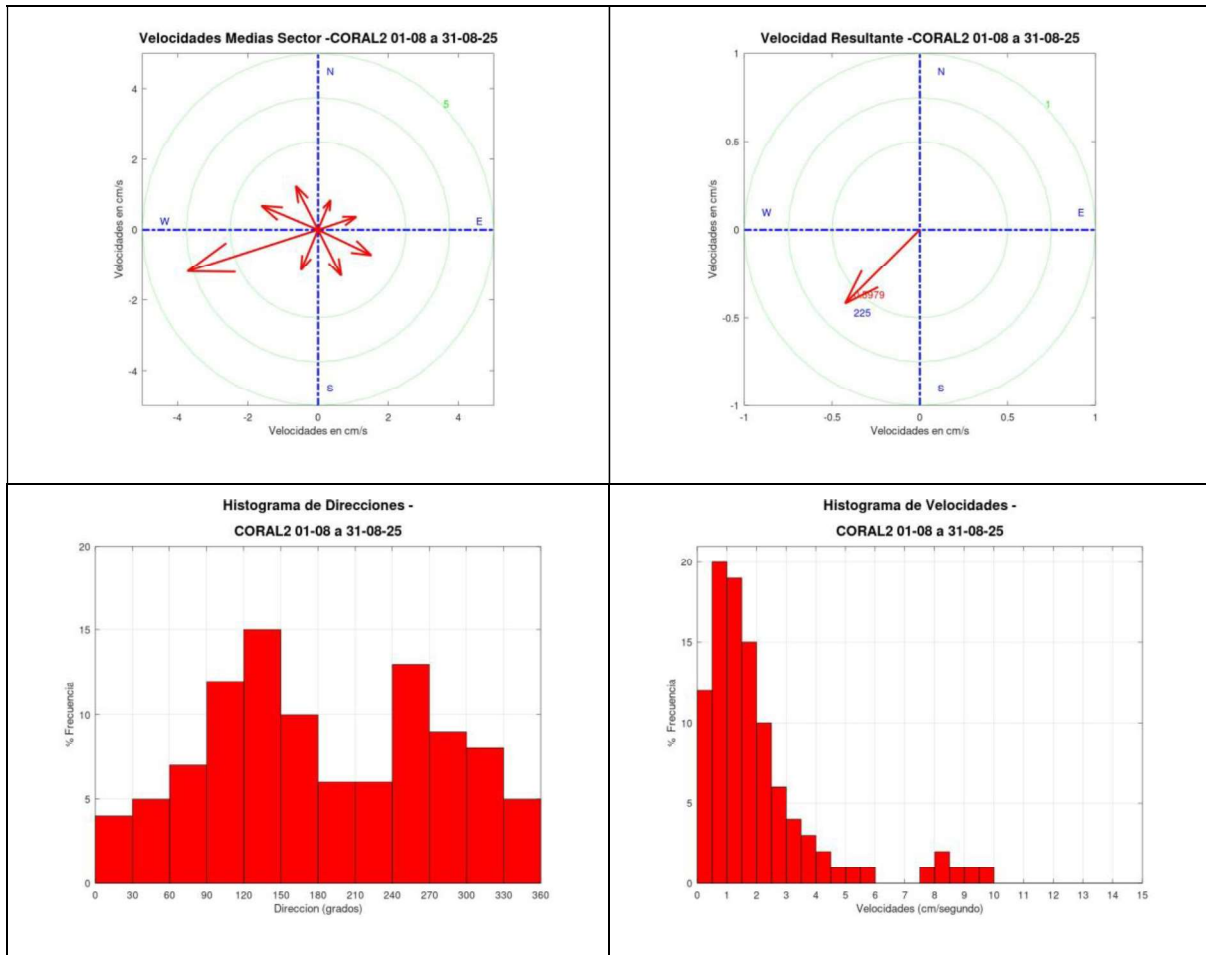 Velocidades Medias Sector -CORAL2 01-08 a 31-08-25
4
2
0
-2
-4
Velocidades en cm/s
N
5
W
E
S
-4
-2
0
2
4
Velocidades en cm/s
Velocidad Resultante -CORAL2 01-08 a 31-08-25
1
0.5
0
-0.5
-1
Velocidades en cm/s
N
1
W
E
225
S
-1
-0.5
0
0.5
1
Velocidades en cm/s
Histograma de Direcciones -
CORAL2 01-08 a 31-08-25
20
15
10
5
0
% Frecuencia
0 30 60 90 120 150 180 210 240 270 300 330 360
Direccion (grados)
Histograma de Velocidades -
CORAL2 01-08 a 31-08-25
20
15
10
5
0
% Frecuencia
0 1 2 3 4 5 6 7 8 9 10 11 12 13 14 15
Velocidades (cm/segundo)